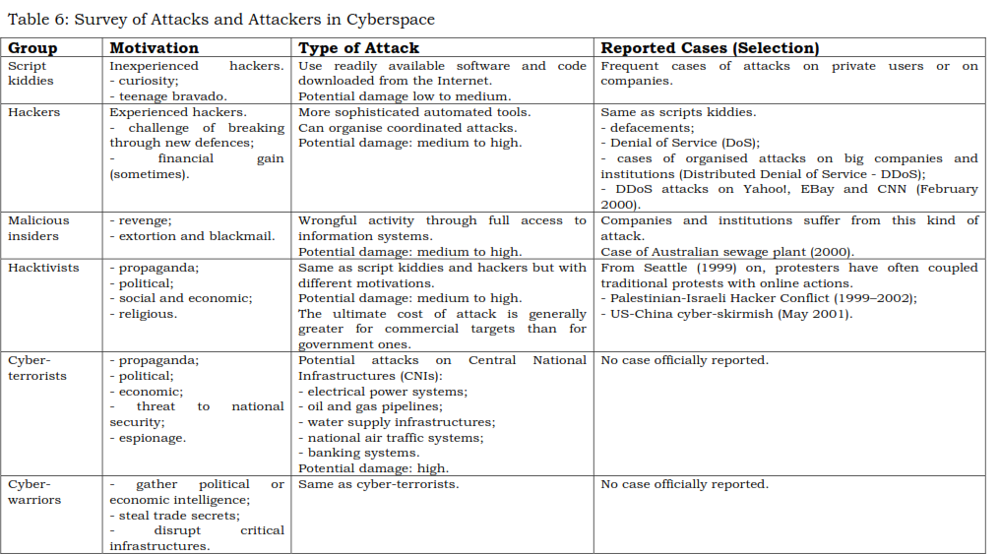 Table 6: Survey of Attacks and Attackers in Cyberspace
Group Motivation Type of Attack Reported Cases (Selection)
Script
kiddies
Inexperienced hackers.
- curiosity;
- teenage bravado.
Use readily available software and code
downloaded from the Internet.
Potential damage low to medium.
Frequent cases of attacks on private users or on
companies.
Hackers
Experienced hackers.
- challenge of breaking
through new defences;
- financial gain
(sometimes).
More sophisticated automated tools.
Can organise coordinated attacks.
Potential damage: medium to high.
Same as scripts kiddies.
- defacements;
- Denial of Service (DoS);
- cases of organised attacks on big companies and
institutions (Distributed Denial of Service - DDoS);
- DDoS attacks on Yahoo!, EBay and CNN (February
2000).
Malicious
insiders
- revenge;
- extortion and blackmail.
Wrongful activity through full access to
information systems.
Potential damage: medium to high.
Companies and institutions suffer from this kind of
attack.
Case of Australian sewage plant (2000).
Hacktivists
- propaganda;
- political;
- social and economic;
- religious.
Same as script kiddies and hackers but with
different motivations.
Potential damage: medium to high.
The ultimate cost of attack is generally
greater for commercial targets than for
government ones.
From Seattle (1999) on, protesters have often coupled
traditional protests with online actions.
- Palestinian-Israeli Hacker Conflict (1999–2002);
- US-China cyber-skirmish (May 2001).
Cyber-
terrorists
- propaganda;
- political;
- economic;
- threat to national
security;
- espionage.
Potential attacks on Central National
Infrastructures (CNIs):
- electrical power systems;
- oil and gas pipelines;
- water supply infrastructures;
- national air traffic systems;
- banking systems.
Potential damage: high.
No case officially reported.
Cyber-
warriors
- gather political or
economic intelligence;
- steal trade secrets;
- disrupt critical
infrastructures.
Same as cyber-terrorists.
No case officially reported.